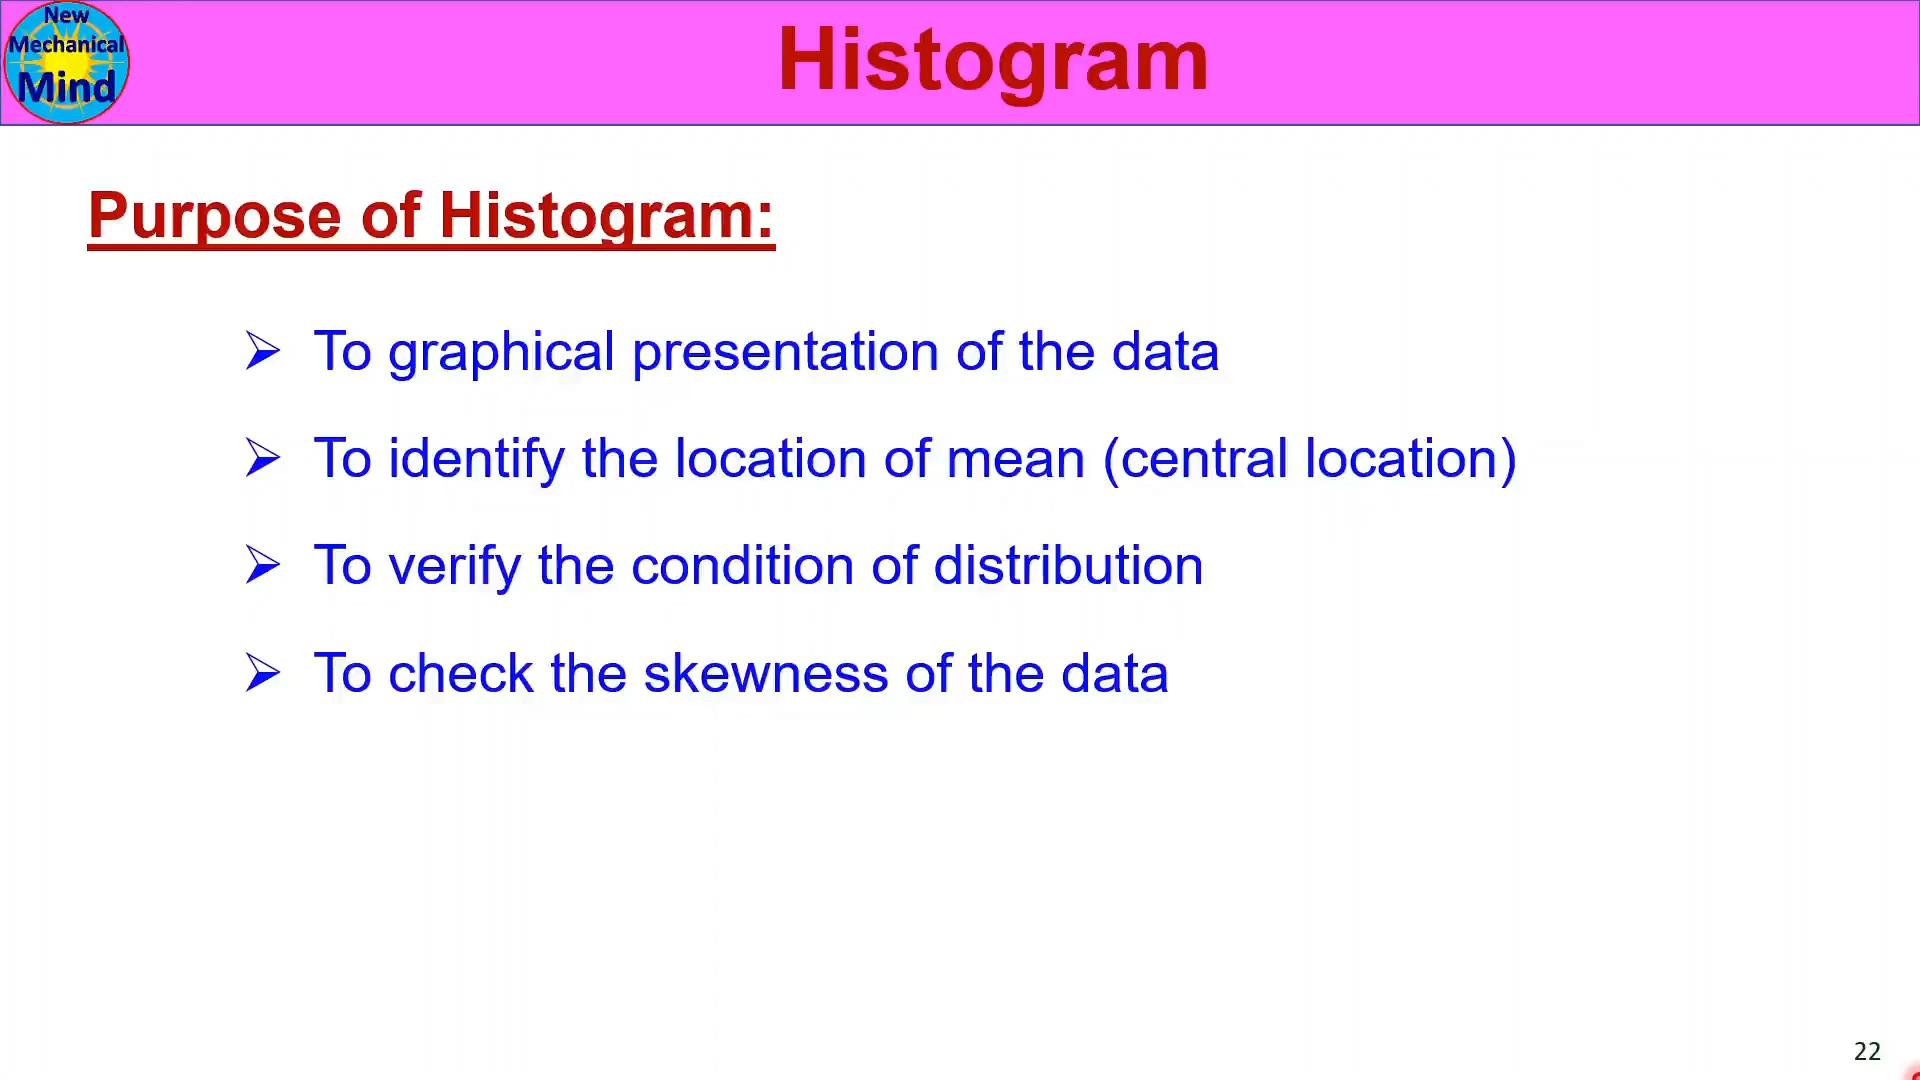 New
Mechanical
Mind
Histogram
Purpose of Histogram:
➢ To graphical presentation of the data
➢ To identify the location of mean (central location)
➢ To verify the condition of distribution
➢ To check the skewness of the data
22